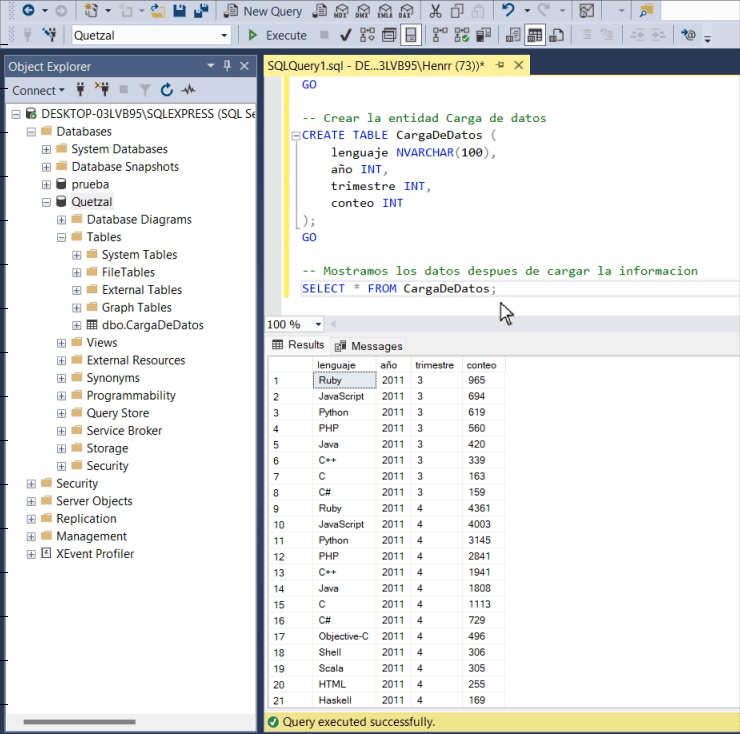 New Query MDX DMX XMLA DAX
Quetzal Execute
Object Explorer
Connect
DESKTOP-03LVB95\SQLEXPRESS (SQL Se
Databases
System Databases
Database Snapshots
prueba
Quetzal
Database Diagrams
Tables
System Tables
FileTables
External Tables
Graph Tables
dbo.CargaDeDatos
Views
External Resources
Synonyms
Programmability
Query Store
Service Broker
Storage
Security
Security
Server Objects
Replication
Management
XEvent Profiler
SQLQuery1.sql - DE...3LVB95\Henrr (73))*
GO
-- Crear la entidad Carga de datos
CREATE TABLE CargaDeDatos (
lenguaje NVARCHAR(100),
año INT,
trimestre INT,
conteo INT
);
GO
-- Mostramos los datos despues de cargar la informacion
SELECT * FROM CargaDeDatos;
100 %
Results Messages
lenguaje año trimestre conteo
1 Ruby 2011 3 965
2 JavaScript 2011 3 694
3 Python 2011 3 619
4 PHP 2011 3 560
5 Java 2011 3 420
6 C++ 2011 3 339
7 C 2011 3 163
8 C# 2011 3 159
9 Ruby 2011 4 4361
10 JavaScript 2011 4 4003
11 Python 2011 4 3145
12 PHP 2011 4 2841
13 C++ 2011 4 1941
14 Java 2011 4 1808
15 C 2011 4 1113
16 C# 2011 4 729
17 Objective-C 2011 4 496
18 Shell 2011 4 306
19 Scala 2011 4 305
20 HTML 2011 4 255
21 Haskell 2011 4 169
Query executed successfully.